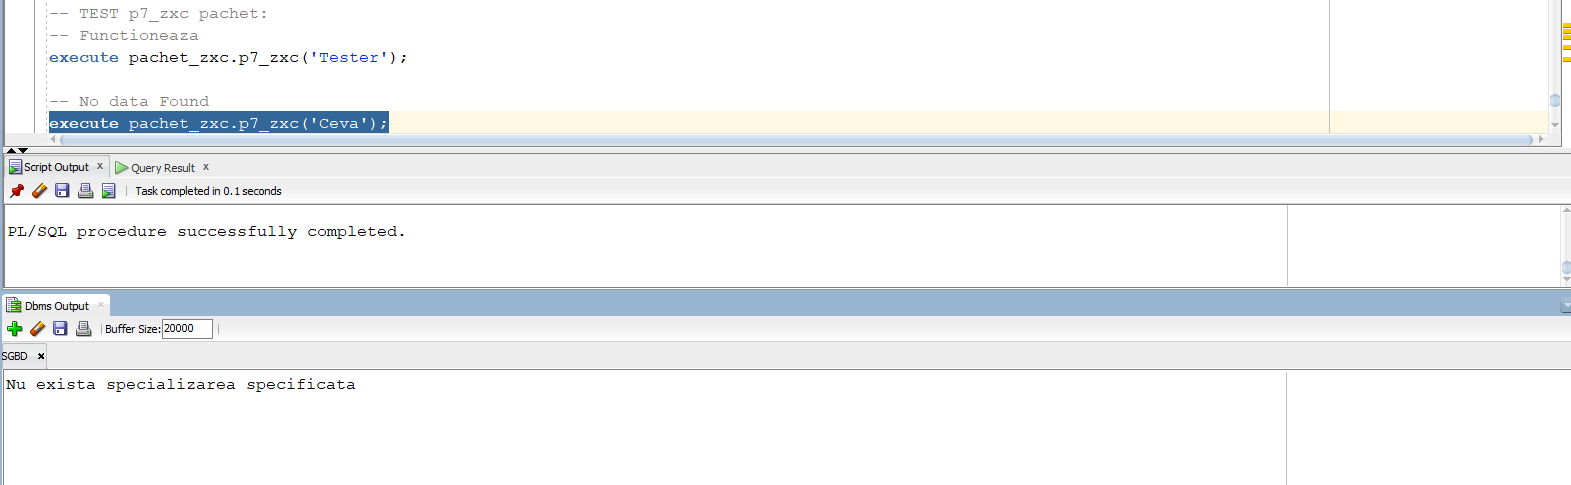 -- TEST p7_zxc pachet:
-- Functioneaza
execute pachet_zxc.p7_zxc('Tester');
-- No data Found
execute pachet_zxc.p7_zxc('Ceva');
Script Output x Query Result x
Task completed in 0.1 seconds
PL/SQL procedure successfully completed.
Dbms Output x
Buffer Size: 20000
SGBD x
Nu exista specializarea specificata